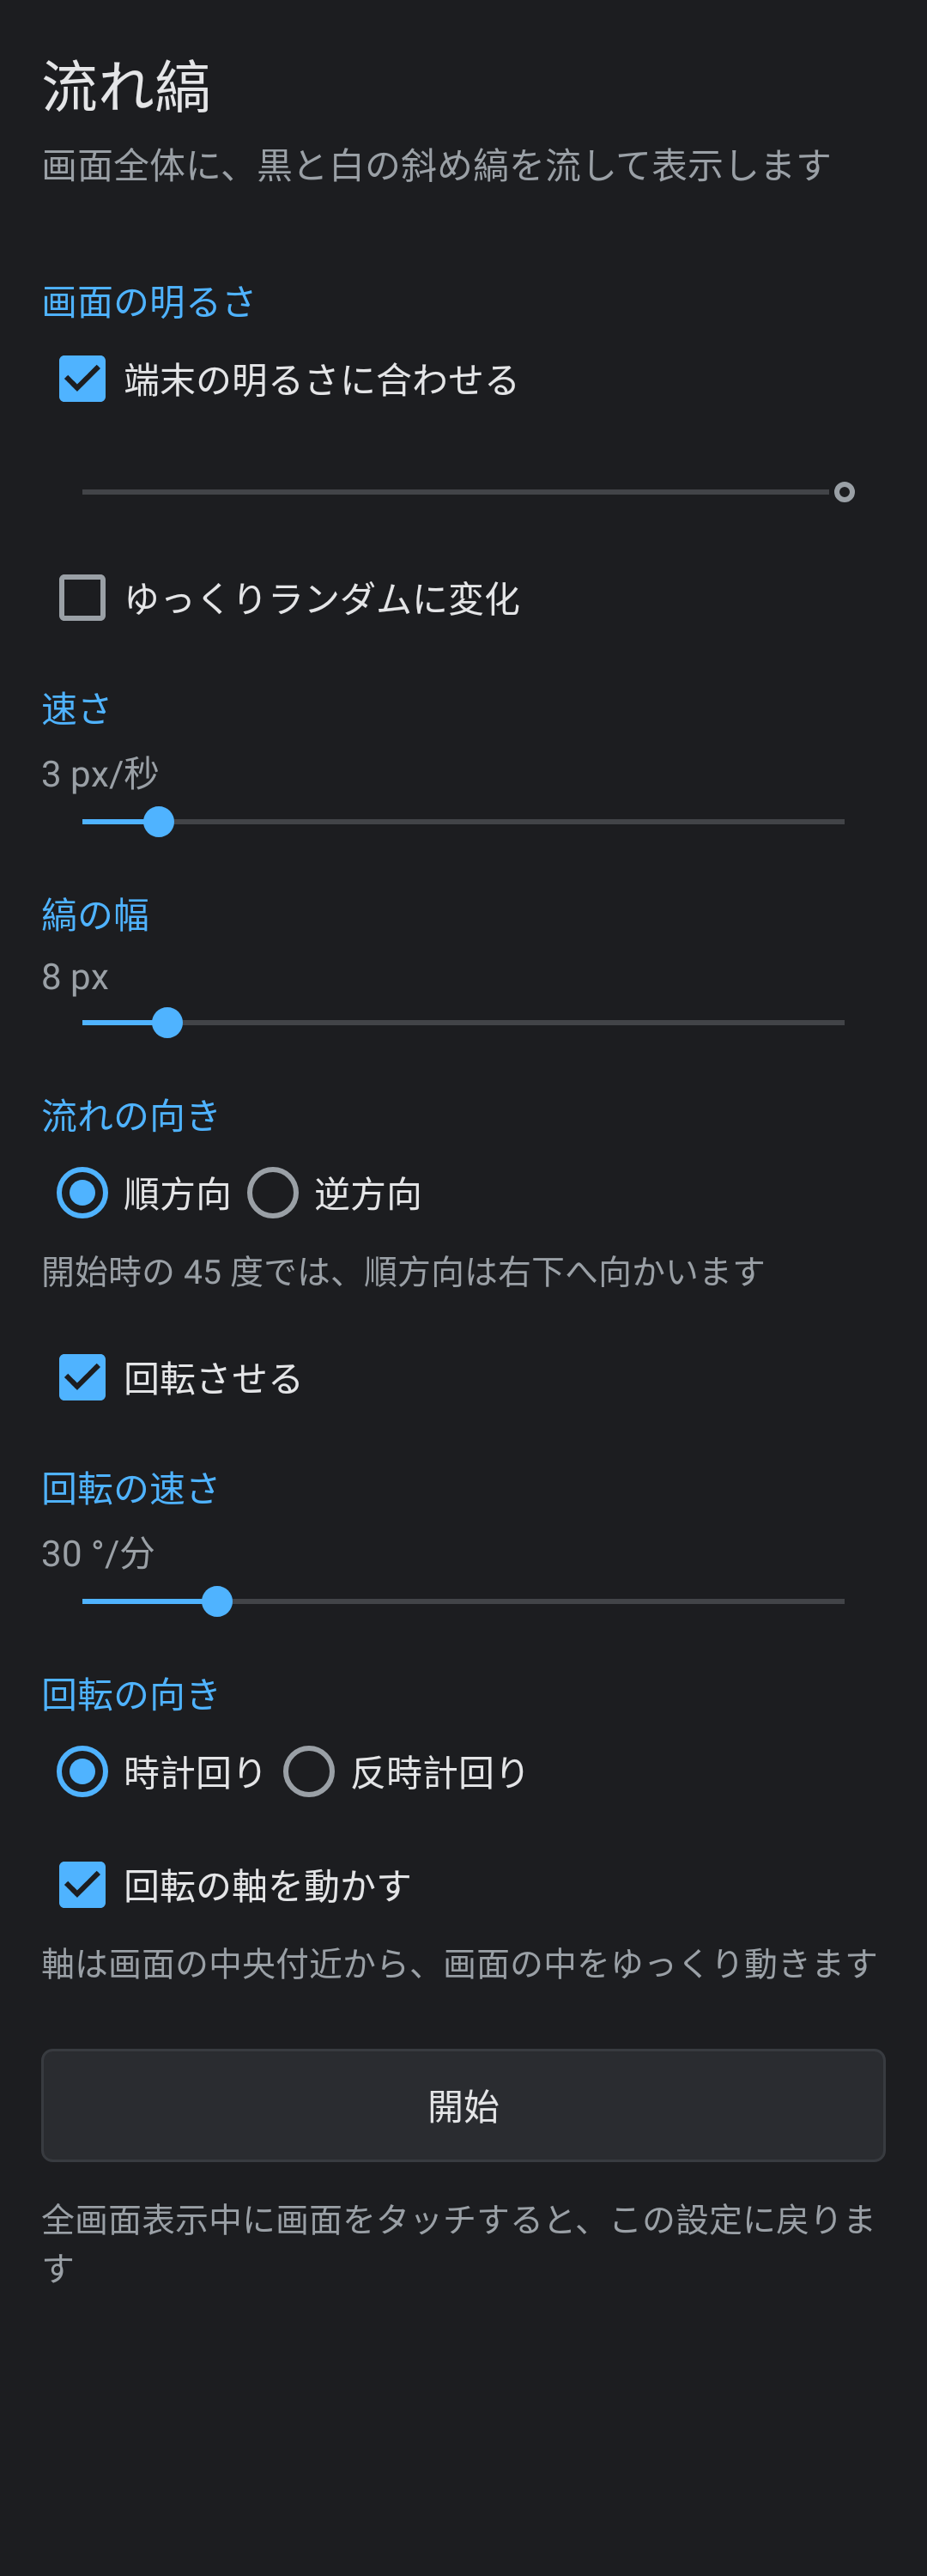 流れ縞
画面全体に、黒と白の斜め縞を流して表示します
画面の明るさ
端末の明るさに合わせる
ゆっくりランダムに変化
速さ
3 px/秒
縞の幅
8 px
流れの向き
順方向 逆方向
開始時の 45 度では、順方向は右下へ向かいます
回転させる
回転の速さ
30 °/分
回転の向き
時計回り 反時計回り
回転の軸を動かす
軸は画面の中央付近から、画面の中をゆっくり動きます
開始
全画面表示中に画面をタッチすると、この設定に戻りま
す